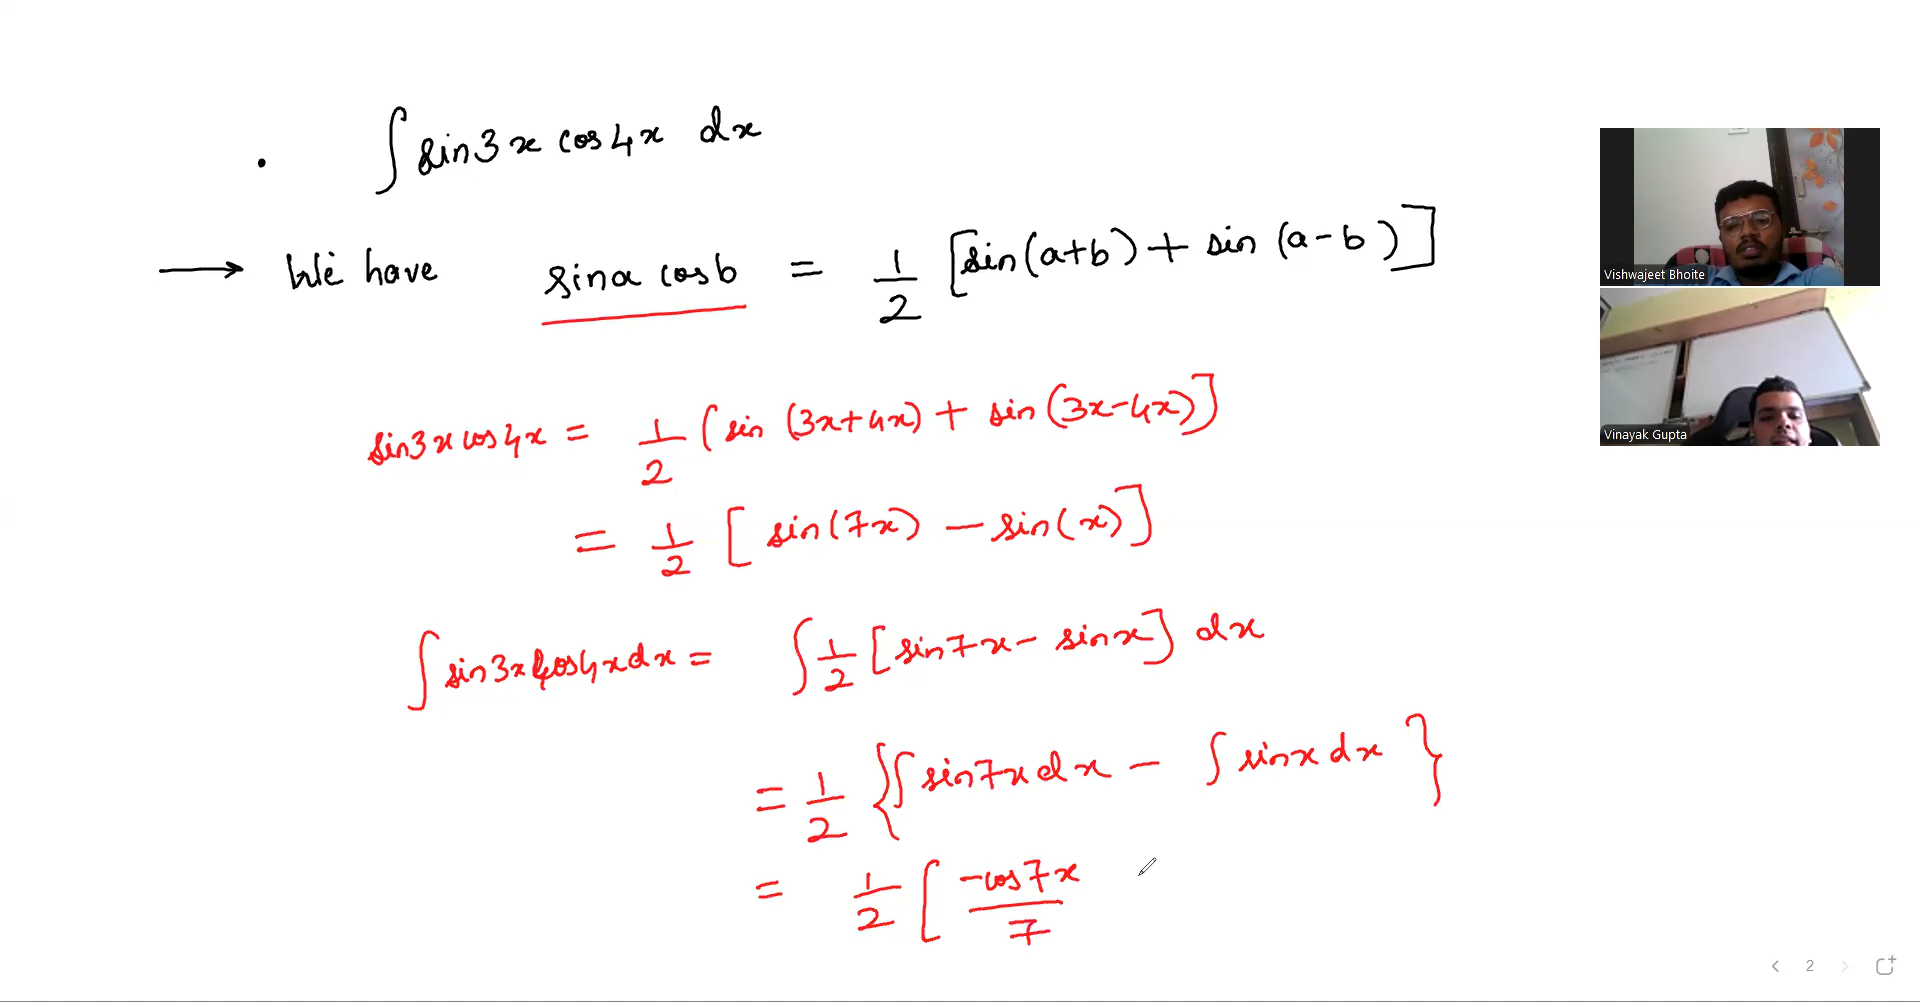 . ∫ sin3x cos4x dx
→ We have sina cosb = 1/2 [sin(a+b) + sin(a-b)]
sin3x cos4x = 1/2 (sin(3x+4x) + sin(3x-4x)]
= 1/2 [sin(7x) - sin(x)]
∫ sin3x cos4x dx = ∫ 1/2 [sin7x - sinx] dx
= 1/2 {∫ sin7x dx - ∫ sinx dx}
= 1/2 [ -cos7x/7
Vishwajeet Bhoite
Vinayak Gupta
2